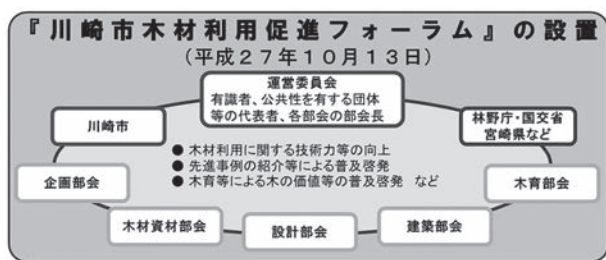 『川崎市木材利用促進フォーラム』の設置
(平成27年10月13日)
運営委員会
有識者、公共性を有する団体
等の代表者、各部会の部会長
川崎市
林野庁・国交省
宮崎県など
● 木材利用に関する技術力等の向上
● 先進事例の紹介等による普及啓発
● 木育等による木の価値等の普及啓発 など
企画部会
木育部会
木材資材部会
設計部会
建築部会